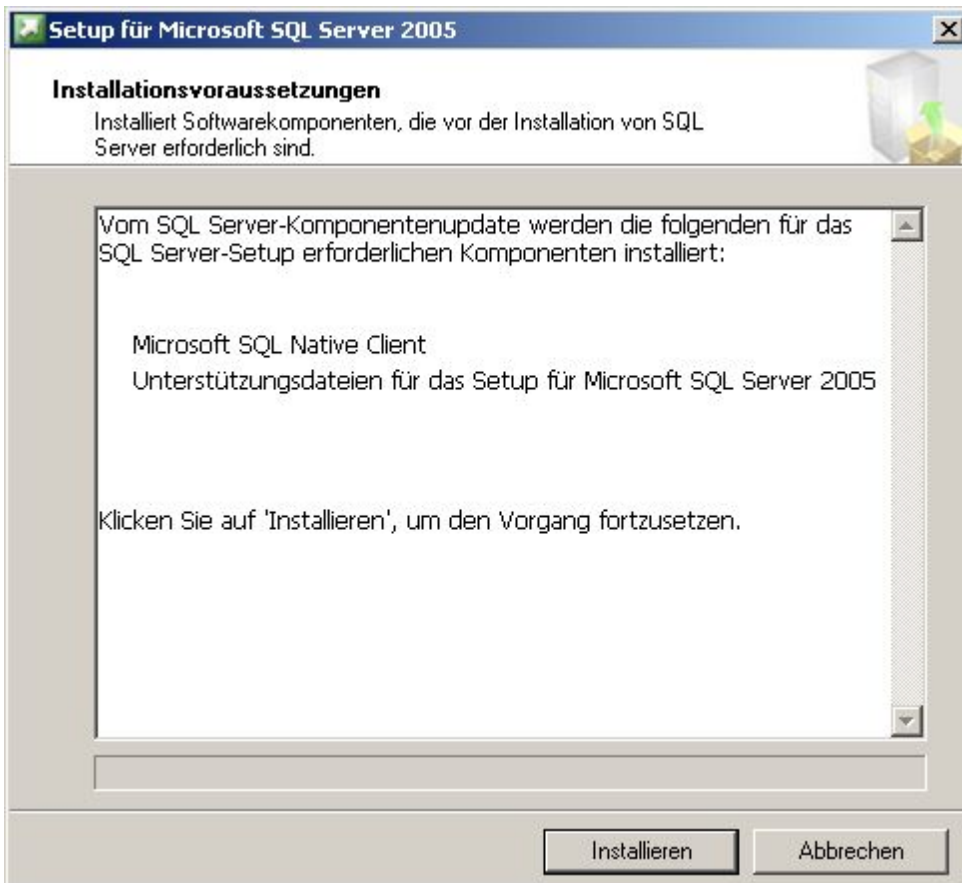 Setup für Microsoft SQL Server 2005
Installationsvoraussetzungen
Installiert Softwarekomponenten, die vor der Installation von SQL
Server erforderlich sind.
Vom SQL Server-Komponentenupdate werden die folgenden für das
SQL Server-Setup erforderlichen Komponenten installiert:
Microsoft SQL Native Client
Unterstützungsdateien für das Setup für Microsoft SQL Server 2005
Klicken Sie auf 'Installieren', um den Vorgang fortzusetzen.
Installieren
Abbrechen